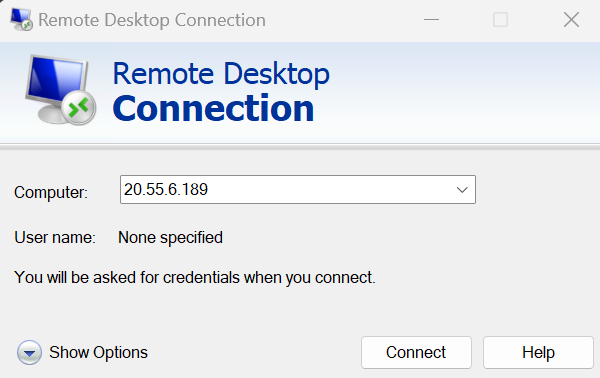 Remote Desktop Connection
Remote Desktop
Connection
Computer: 20.55.6.189
User name: None specified
You will be asked for credentials when you connect.
Show Options Connect Help